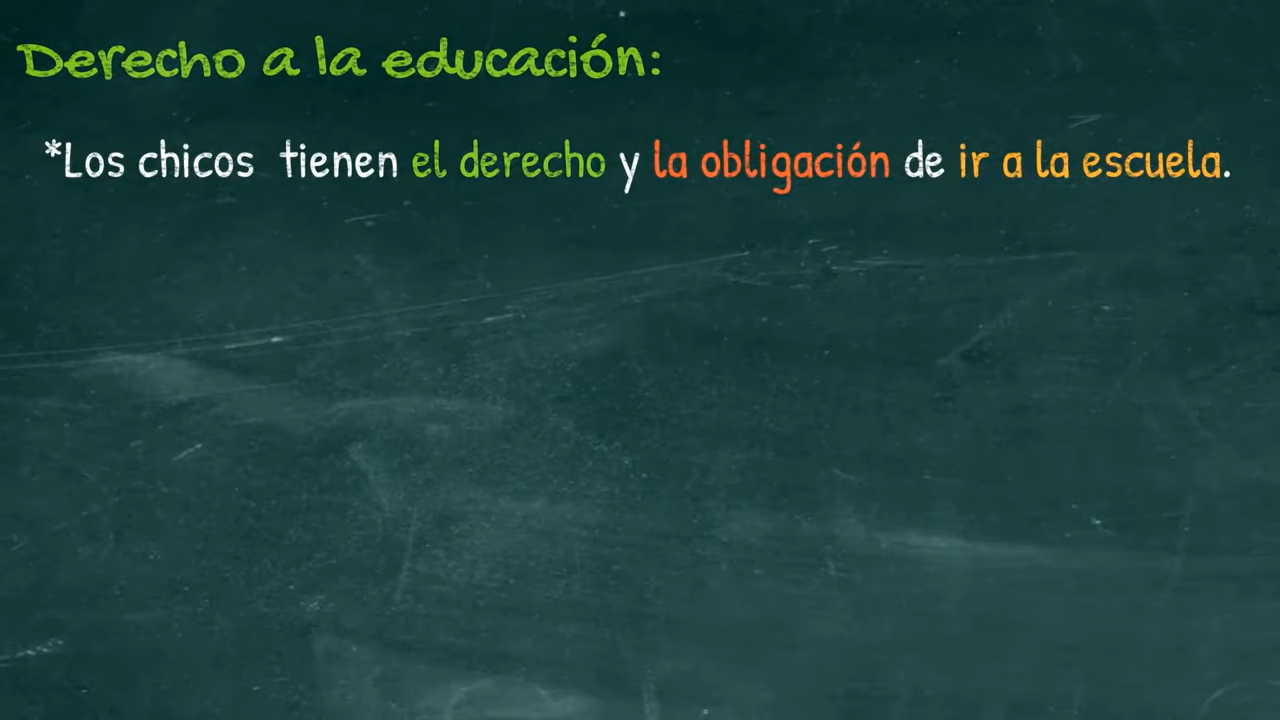 Derecho a la educación:
*Los chicos tienen el derecho y la obligación de ir a la escuela.